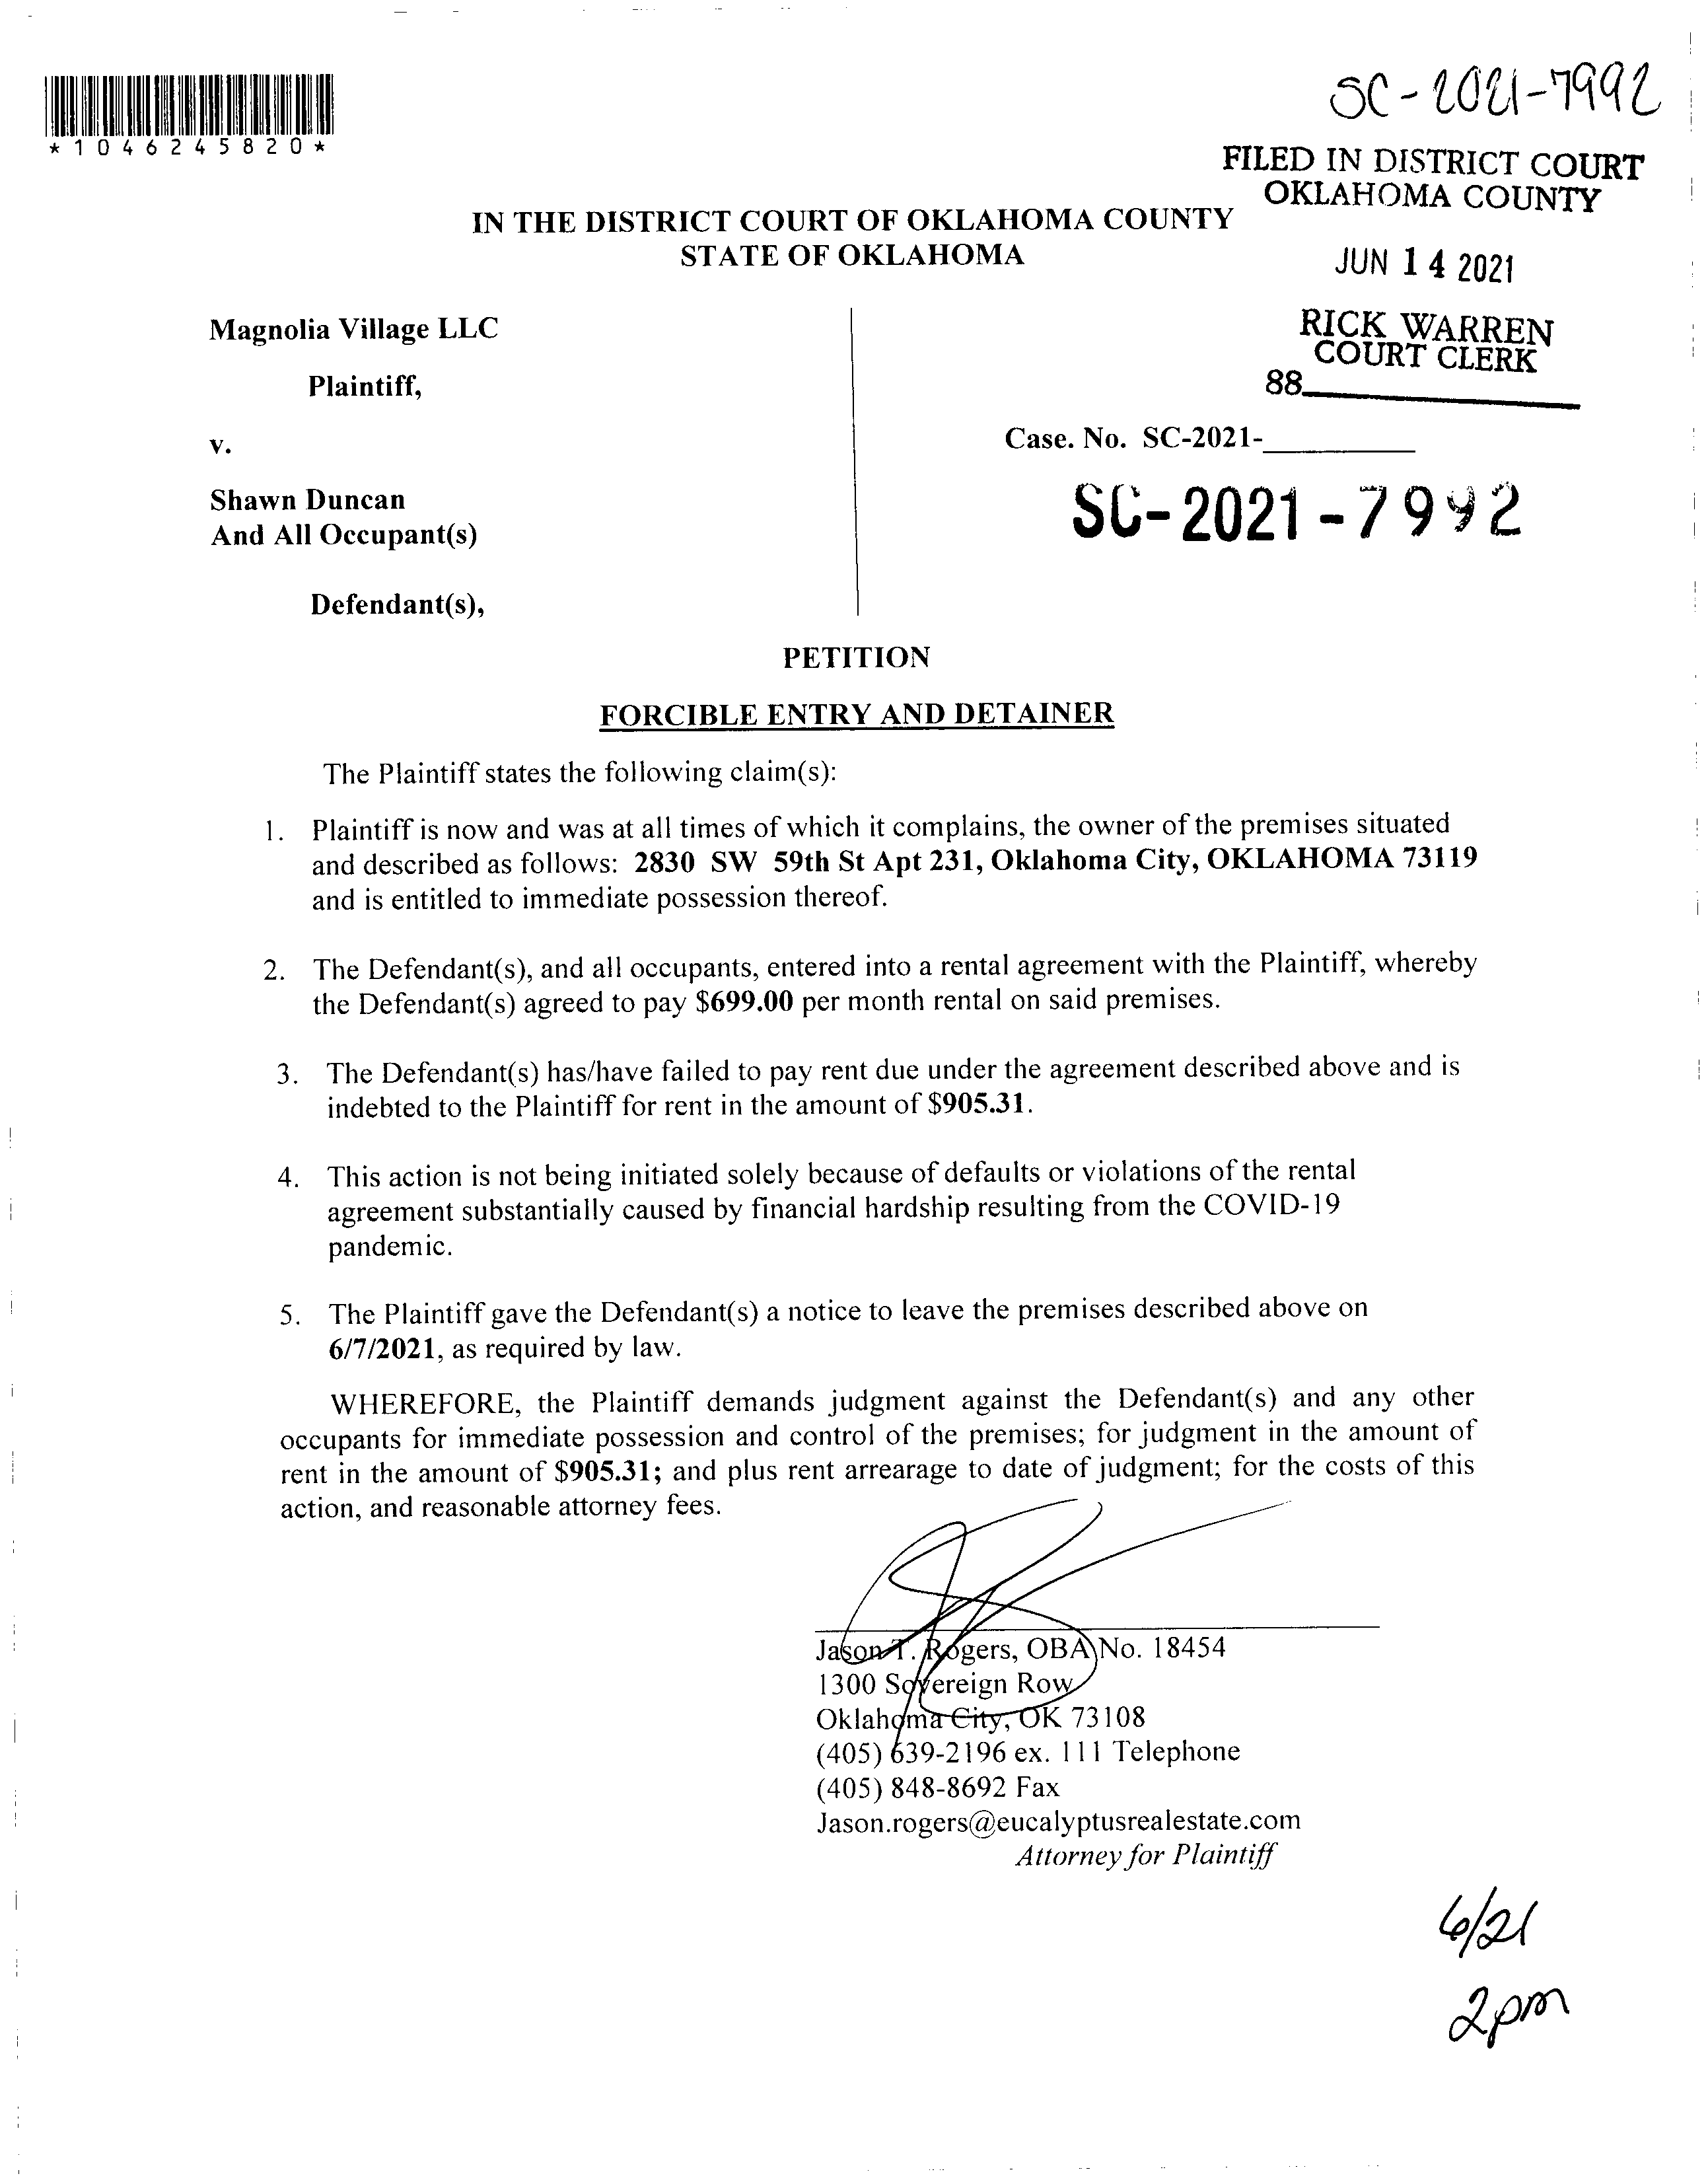 SC-2021-7992
*1046245820*
FILED IN DISTRICT COURT
OKLAHOMA COUNTY
IN THE DISTRICT COURT OF OKLAHOMA COUNTY
STATE OF OKLAHOMA
JUN 14 2021
Magnolia Village LLC
RICK WARREN
COURT CLERK
Plaintiff,
88
v.
Case. No. SC-2021-
Shawn Duncan
SC-2021-7992
And All Occupant(s)
Defendant(s),
PETITION
FORCIBLE ENTRY AND DETAINER
The Plaintiff states the following claim(s):
1. Plaintiff is now and was at all times of which it complains, the owner of the premises situated
and described as follows: 2830 SW 59th St Apt 231, Oklahoma City, OKLAHOMA 73119
and is entitled to immediate possession thereof.
2. The Defendant(s), and all occupants, entered into a rental agreement with the Plaintiff, whereby
the Defendant(s) agreed to pay $699.00 per month rental on said premises.
3. The Defendant(s) has/have failed to pay rent due under the agreement described above and is
indebted to the Plaintiff for rent in the amount of $905.31.
4. This action is not being initiated solely because of defaults or violations of the rental
agreement substantially caused by financial hardship resulting from the COVID-19
pandemic.
5. The Plaintiff gave the Defendant(s) a notice to leave the premises described above on
6/7/2021, as required by law.
WHEREFORE, the Plaintiff demands judgment against the Defendant(s) and any other
occupants for immediate possession and control of the premises; for judgment in the amount of
rent in the amount of $905.31; and plus rent arrearage to date of judgment; for the costs of this
action, and reasonable attorney fees.
Jason T. Rogers, OBA No. 18454
1300 Sovereign Row
Oklahoma City, OK 73108
(405) 639-2196 ex. 111 Telephone
(405) 848-8692 Fax
Jason.rogers@eucalyptusrealestate.com
Attorney for Plaintiff
6/21
2pm